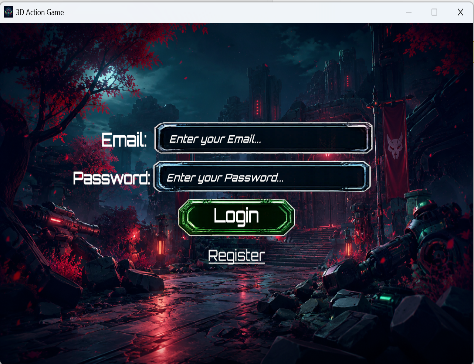 3D Action Game
Email: Enter your Email...
Password: Enter your Password...
Login
Register